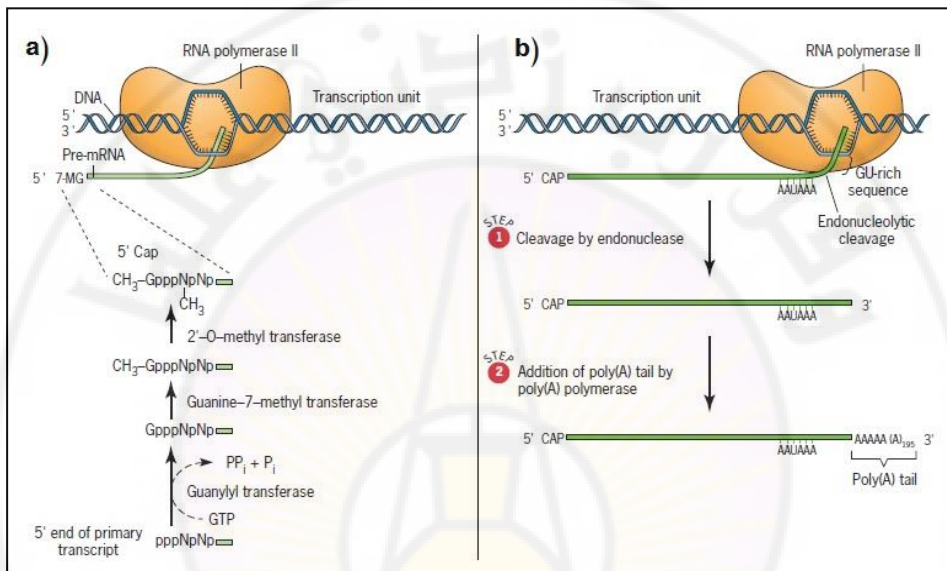 a)
RNA polymerase II
DNA
Transcription unit
5'
3'
Pre-mRNA
5' 7-MG
5' Cap
CH₃–GpppNpNp
CH₃
2'–O–methyl transferase
CH₃–GpppNpNp
Guanine–7–methyl transferase
GpppNpNp
PPᵢ + Pᵢ
Guanylyl transferase
GTP
5' end of primary
transcript
pppNpNp
b)
RNA polymerase II
Transcription unit
5'
3'
5' CAP
AAUAAA
GU-rich
sequence
Endonucleolytic
cleavage
STEP
1 Cleavage by endonuclease
5' CAP
3'
AAUAAA
STEP
2 Addition of poly(A) tail by
poly(A) polymerase
5' CAP
AAUAAA
AAAAA (A)₁₉₅ 3'
Poly(A) tail